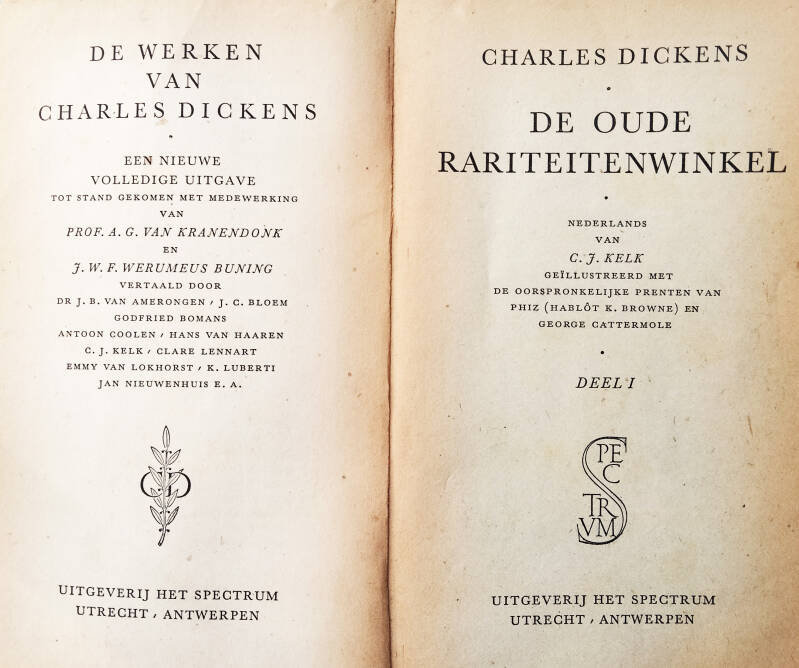 DE WERKEN
VAN
CHARLES DICKENS
EEN NIEUWE
VOLLEDIGE UITGAVE
TOT STAND GEKOMEN MET MEDEWERKING
VAN
PROF. A. G. VAN KRANENDONK
EN
J. W. F. WERUMEUS BUNING
VERTAALD DOOR
DR J. B. VAN AMERONGEN, J. C. BLOEM
GODFRIED BOMANS
ANTOON COOLEN, HANS VAN HAAREN
C. J. KELK, CLARE LENNART
EMMY VAN LOKHORST, K. LUBERTI
JAN NIEUWENHUIS E. A.
CD
UITGEVERIJ HET SPECTRUM
UTRECHT, ANTWERPEN
CHARLES DICKENS
DE OUDE
RARITEITENWINKEL
NEDERLANDS
VAN
C. J. KELK
GEÏLLUSTREERD MET
DE OORSPRONKELIJKE PRENTEN VAN
PHIZ (HABLÔT K. BROWNE) EN
GEORGE CATTERMOLE
DEEL I
SPECTRVM
UITGEVERIJ HET SPECTRUM
UTRECHT, ANTWERPEN